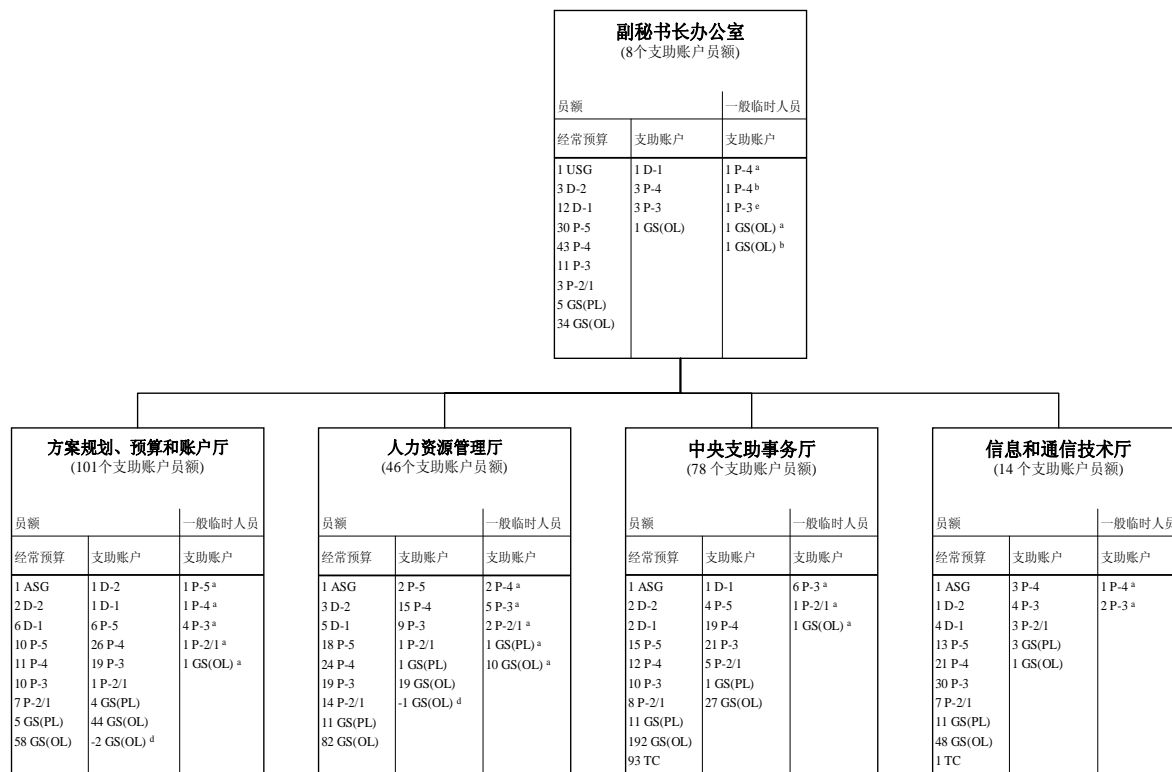 副秘书长办公室
(8个支助账户员额)
员额 一般临时人员
经常预算 支助账户 支助账户
1 USG 1 D-1 1 P-4 ᵃ
3 D-2 3 P-4 1 P-4 ᵇ
12 D-1 3 P-3 1 P-3 ᵉ
30 P-5 1 GS(OL) 1 GS(OL) ᵃ
43 P-4 1 GS(OL) ᵇ
11 P-3
3 P-2/1
5 GS(PL)
34 GS(OL)
方案规划、预算和账户厅
(101个支助账户员额)
员额 一般临时人员
经常预算 支助账户 支助账户
1 ASG 1 D-2 1 P-5 ᵃ
2 D-2 1 D-1 1 P-4 ᵃ
6 D-1 6 P-5 4 P-3 ᵃ
10 P-5 26 P-4 1 P-2/1 ᵃ
11 P-4 19 P-3 1 GS(OL) ᵃ
10 P-3 1 P-2/1
7 P-2/1 4 GS(PL)
5 GS(PL) 44 GS(OL)
58 GS(OL) -2 GS(OL) ᵈ
人力资源管理厅
(46个支助账户员额)
员额 一般临时人员
经常预算 支助账户 支助账户
1 ASG 2 P-5 2 P-4 ᵃ
3 D-2 15 P-4 5 P-3 ᵃ
5 D-1 9 P-3 2 P-2/1 ᵃ
18 P-5 1 P-2/1 1 GS(PL) ᵃ
24 P-4 1 GS(PL) 10 GS(OL) ᵃ
19 P-3 19 GS(OL)
14 P-2/1 -1 GS(OL) ᵈ
11 GS(PL)
82 GS(OL)
中央支助事务厅
(78 个支助账户员额)
员额 一般临时人员
经常预算 支助账户 支助账户
1 ASG 1 D-1 6 P-3 ᵃ
2 D-2 4 P-5 1 P-2/1 ᵃ
2 D-1 19 P-4 1 GS(OL) ᵃ
15 P-5 21 P-3
12 P-4 5 P-2/1
10 P-3 1 GS(PL)
8 P-2/1 27 GS(OL)
11 GS(PL)
192 GS(OL)
93 TC
信息和通信技术厅
(14 个支助账户员额)
员额 一般临时人员
经常预算 支助账户 支助账户
1 ASG 3 P-4 1 P-4 ᵃ
1 D-2 4 P-3 2 P-3 ᵃ
4 D-1 3 P-2/1
13 P-5 3 GS(PL)
21 P-4 1 GS(OL)
30 P-3
7 P-2/1
11 GS(PL)
48 GS(OL)
1 TC